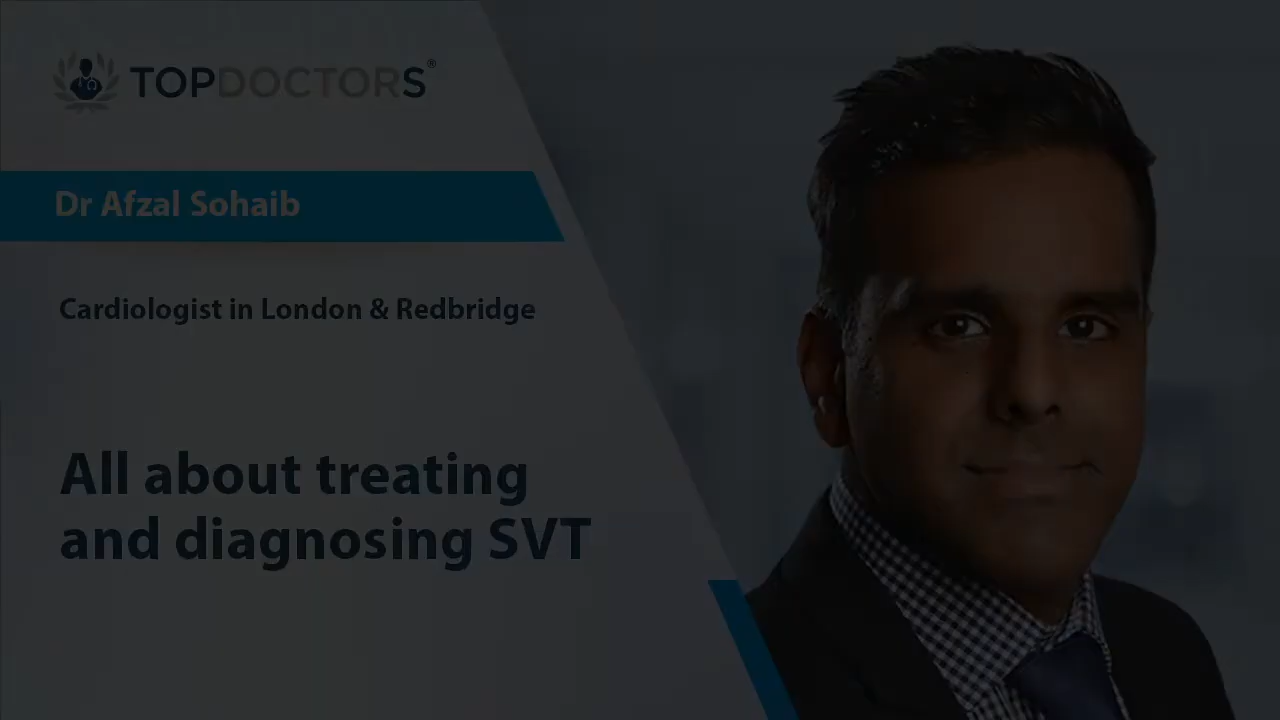 TOPDOCTORS®
Dr Afzal Sohaib
Cardiologist in London & Redbridge
All about treating
and diagnosing SVT